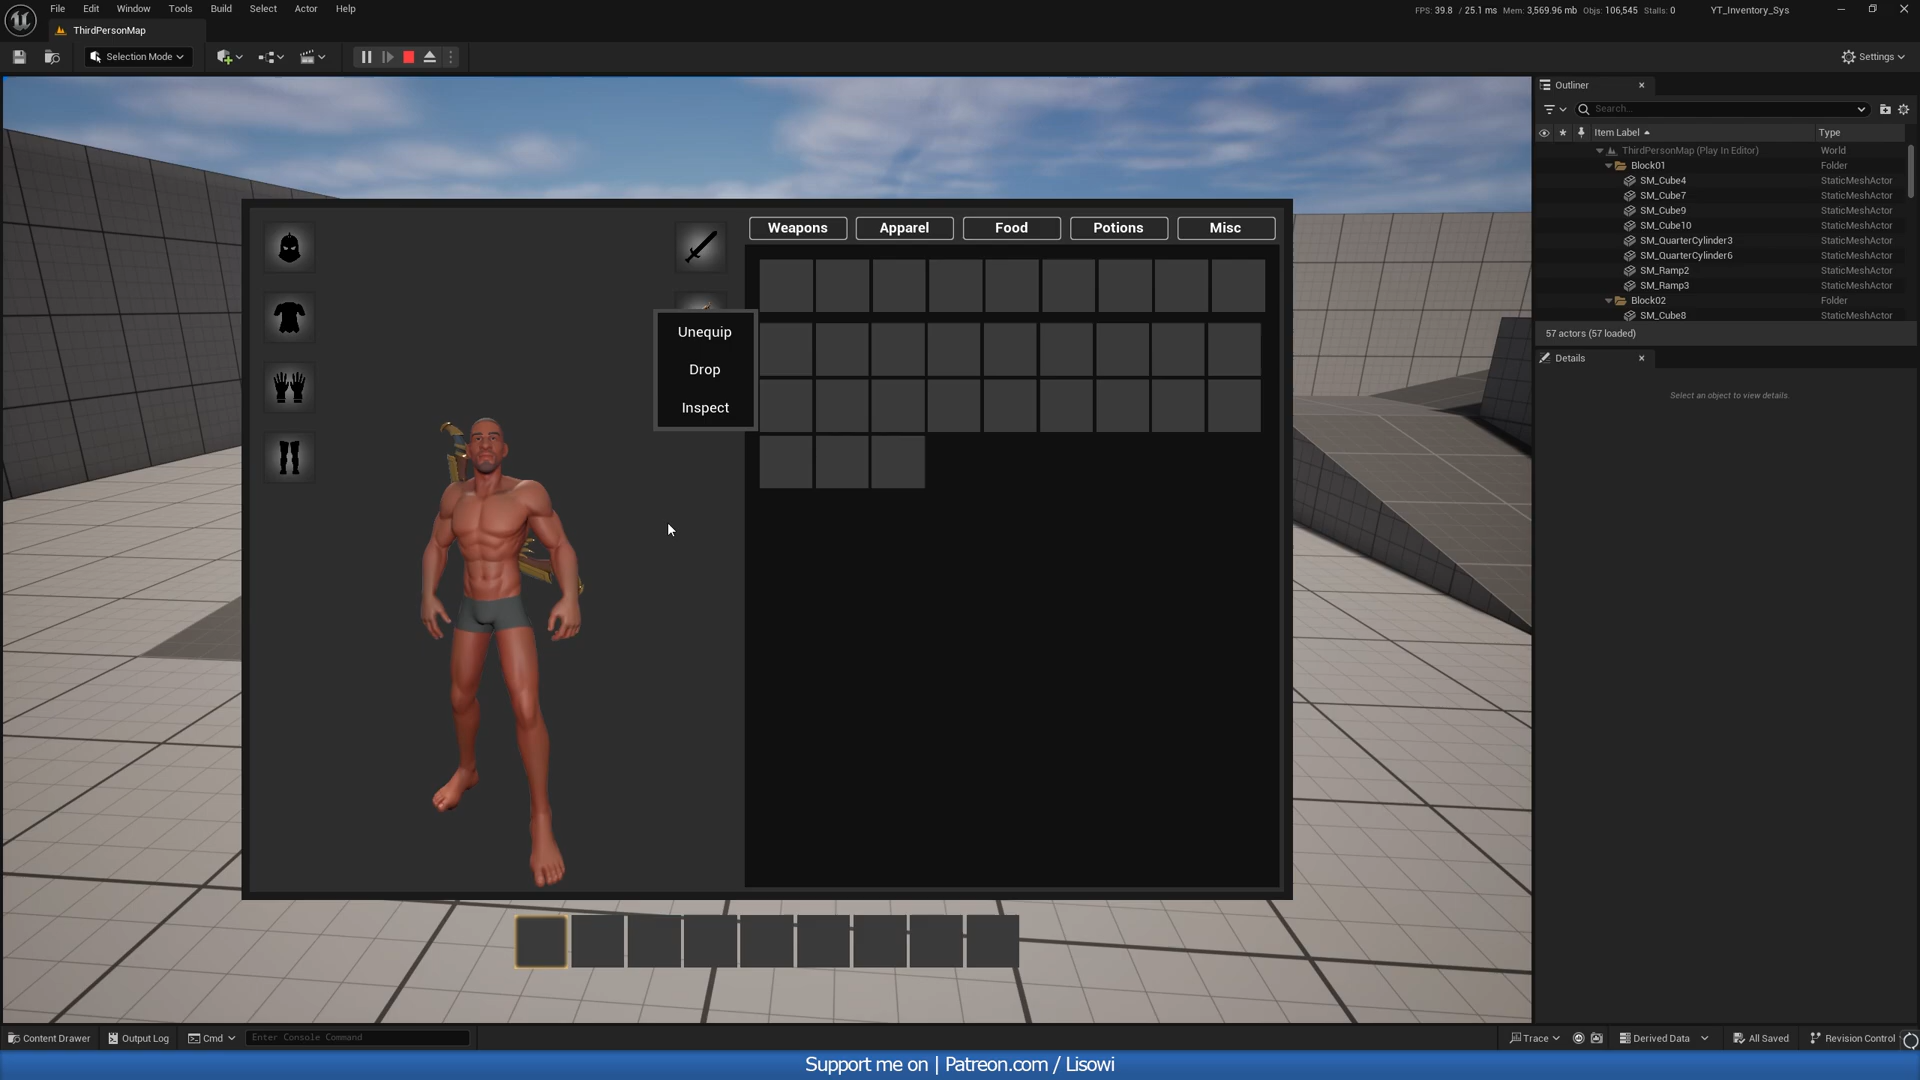 File Edit Window Tools Build Select Actor Help
FPS: 39.8 / 25.1 ms Mem: 3,569.96 mb Objs: 106,545 Stalls: 0
YT_Inventory_Sys
ThirdPersonMap
Selection Mode
Settings
Outliner
Search...
Item Label Type
ThirdPersonMap (Play In Editor) World
Block01 Folder
SM_Cube4 StaticMeshActor
SM_Cube7 StaticMeshActor
SM_Cube9 StaticMeshActor
SM_Cube10 StaticMeshActor
SM_QuarterCylinder3 StaticMeshActor
SM_QuarterCylinder6 StaticMeshActor
SM_Ramp2 StaticMeshActor
SM_Ramp3 StaticMeshActor
Block02 Folder
SM_Cube8 StaticMeshActor
57 actors (57 loaded)
Details
Select an object to view details.
Weapons Apparel Food Potions Misc
Unequip
Drop
Inspect
Content Drawer Output Log Cmd Enter Console Command
Trace Derived Data All Saved Revision Control
Support me on | Patreon.com / Lisowi